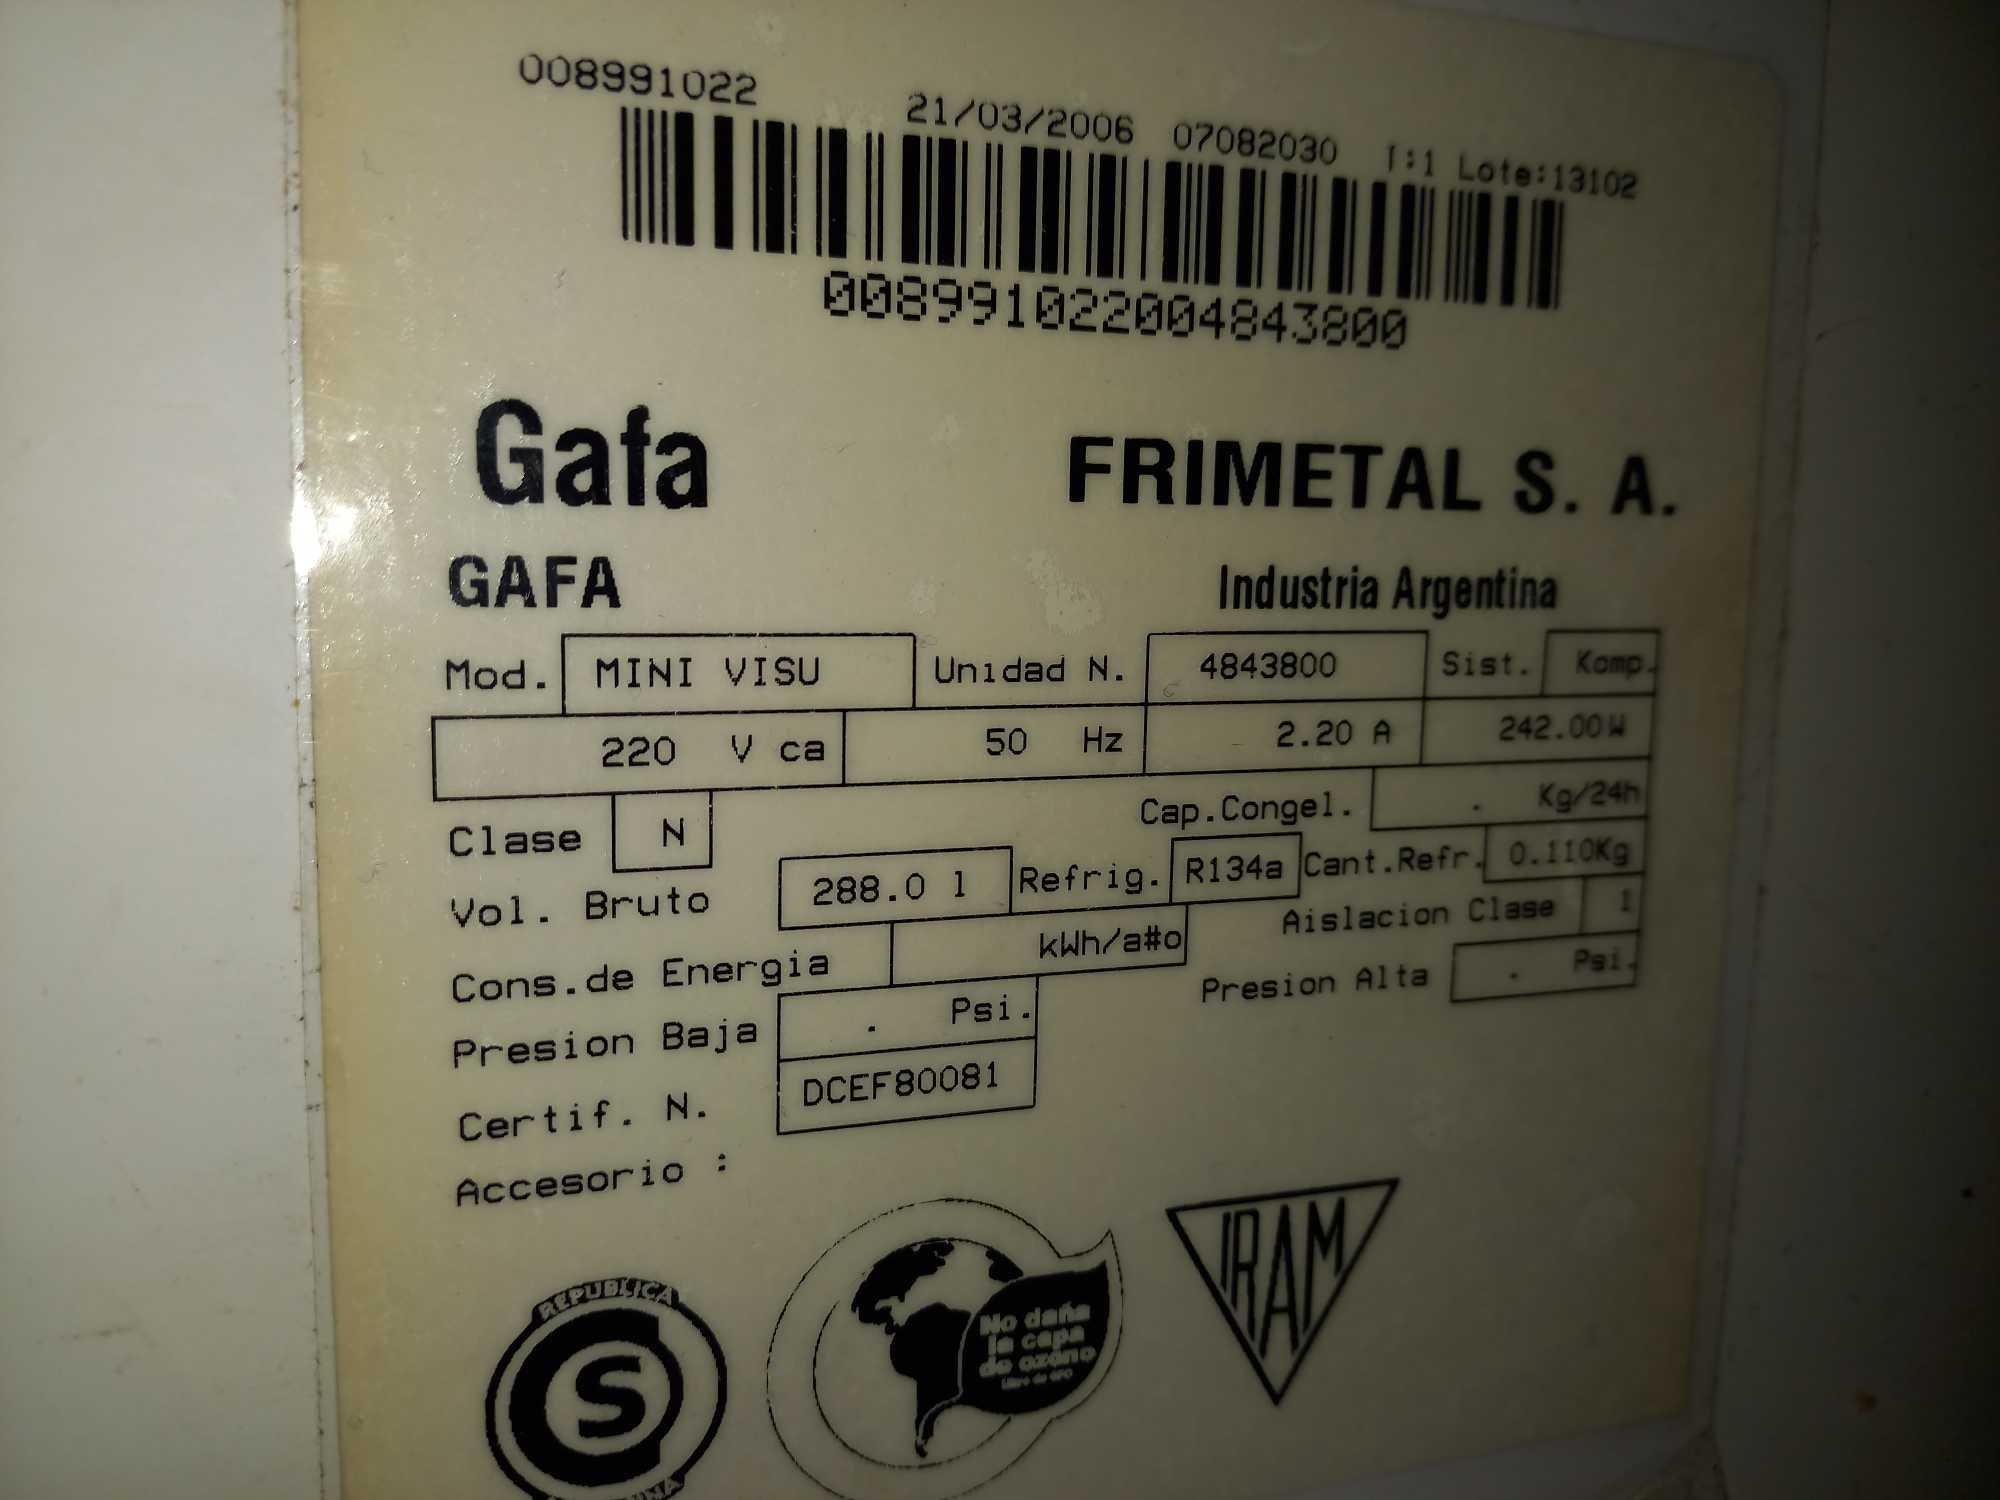 008991022
21/03/2006 07082030 I:1 Lote:13102
008991022004843800
Gafa FRIMETAL S. A.
GAFA Industria Argentina
Mod. MINI VISU Unidad N. 4843800 Sist. Komp.
220 V ca 50 Hz 2.20 A 242.00W
Clase N Cap.Congel. . Kg/24h
Vol. Bruto 288.0 l Refrig. R134a Cant.Refr. 0.110Kg
Cons.de Energia kWh/a#o Aislacion Clase 1
Presion Baja . Psi. Presion Alta . Psi.
Certif. N. DCEF80081
Accesorio :
REPUBLICA
S
No daña
la capa
de ozono
IRAM